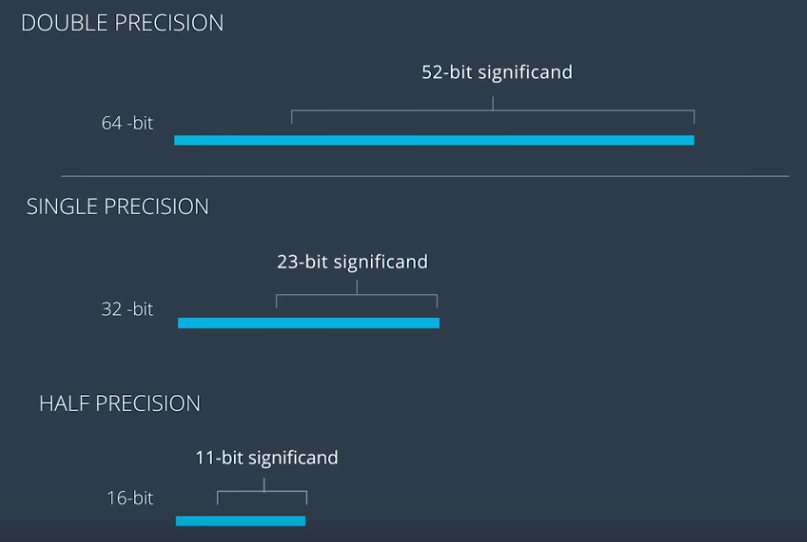 DOUBLE PRECISION
52-bit significand
64 -bit
SINGLE PRECISION
23-bit significand
32 -bit
HALF PRECISION
11-bit significand
16-bit